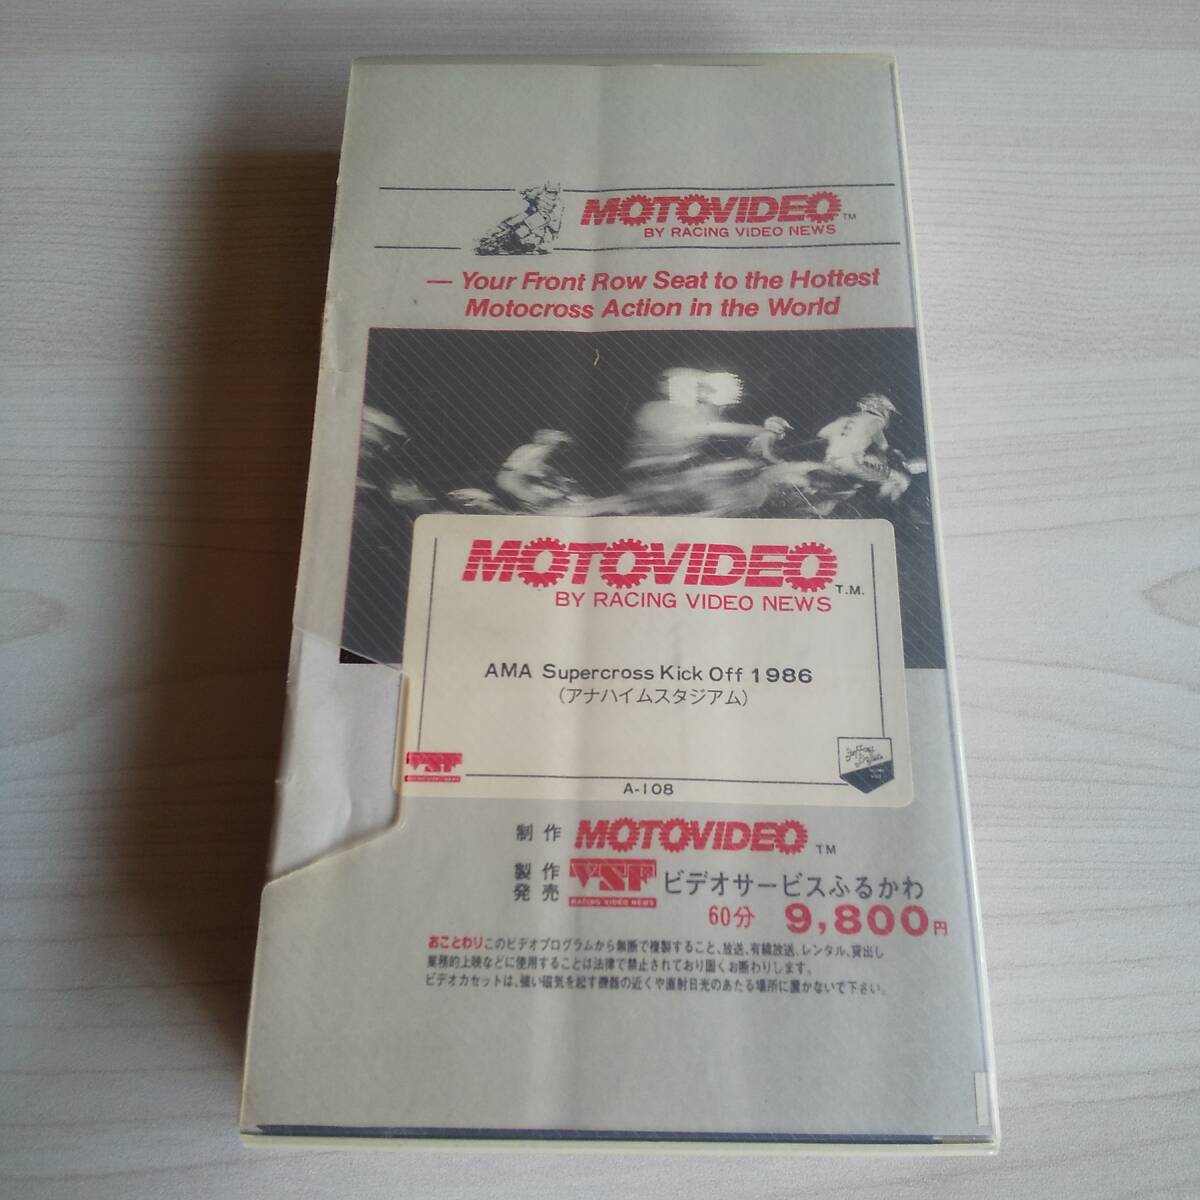 MOTOVIDEO™
BY RACING VIDEO NEWS
— Your Front Row Seat to the Hottest
Motocross Action in the World
MOTOVIDEO T.M.
BY RACING VIDEO NEWS
AMA Supercross Kick Off 1986
(アナハイムスタジアム)
VSF
A-108
制作 MOTOVIDEO™
製作
発売 VSF ビデオサービスふるかわ
RACING VIDEO NEWS
60分 9,800円
おことわり このビデオプログラムから無断で複製すること、放送、有線放送、レンタル、貸出し
業務的上映などに使用することは法律で禁止されており固くお断わりします。
ビデオカセットは、強い磁気を起す機器の近くや直射日光のあたる場所に置かないで下さい。